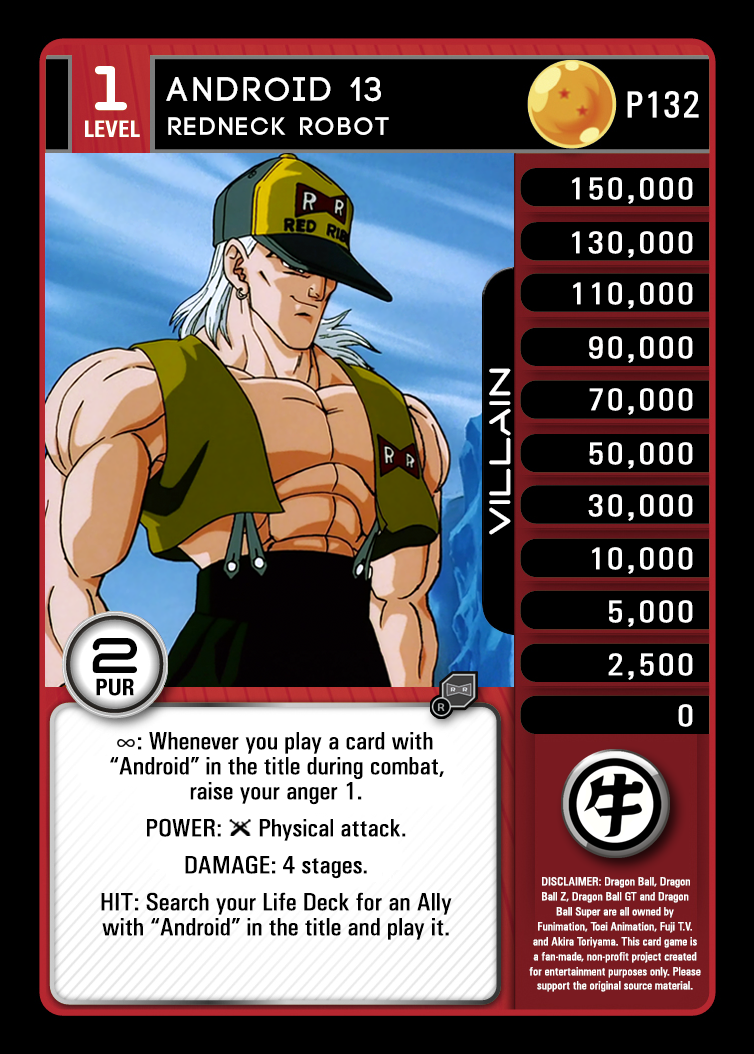 1
LEVEL
ANDROID 13
REDNECK ROBOT
P132
R R
RED RIB
R R
VILLAIN
150,000
130,000
110,000
90,000
70,000
50,000
30,000
10,000
5,000
2,500
0
2
PUR
R
∞: Whenever you play a card with
“Android” in the title during combat,
raise your anger 1.
POWER: Physical attack.
DAMAGE: 4 stages.
HIT: Search your Life Deck for an Ally
with “Android” in the title and play it.
牛
DISCLAIMER: Dragon Ball, Dragon
Ball Z, Dragon Ball GT and Dragon
Ball Super are all owned by
Funimation, Toei Animation, Fuji T.V.
and Akira Toriyama. This card game is
a fan-made, non-profit project created
for entertainment purposes only. Please
support the original source material.